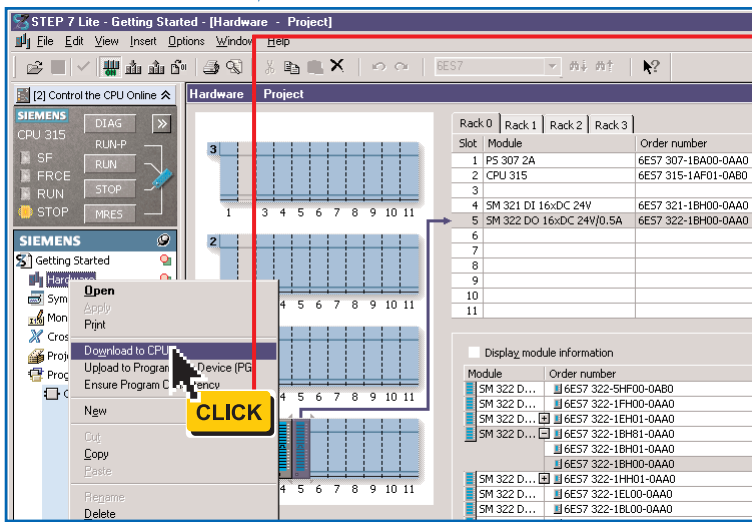 STEP 7 Lite - Getting Started - [Hardware - Project]
File Edit View Insert Options Window Help
6ES7
[2] Control the CPU Online
Hardware Project
SIEMENS
CPU 315
DIAG
RUN-P
SF
RUN
FRCE
RUN
STOP
STOP
MRES
SIEMENS
Getting Started
Hardware
Sym
Mon
Cros
Proj
Prog
Open
Apply
Print
Download to CPU
Upload to Program Device (PG
Ensure Program C ency
New
Cut
Copy
Paste
Rename
Delete
CLICK
3
1 3 4 5 6 7 8 9 10 11
2
4 5 6 7 8 9 10 11
4 5 6 7 8 9 10 11
4 5 6 7 8 9 10 11
Rack 0 Rack 1 Rack 2 Rack 3
Slot Module Order number
1 PS 307 2A 6ES7 307-1BA00-0AA0
2 CPU 315 6ES7 315-1AF01-0AB0
3
4 SM 321 DI 16xDC 24V 6ES7 321-1BH00-0AA0
5 SM 322 DO 16xDC 24V/0.5A 6ES7 322-1BH00-0AA0
6
7
8
9
10
11
Display module information
Module Order number
SM 322 D... 6ES7 322-5HF00-0AB0
SM 322 D... 6ES7 322-1FH00-0AA0
SM 322 D... 6ES7 322-1EH01-0AA0
SM 322 D... 6ES7 322-1BH81-0AA0
6ES7 322-1BH01-0AA0
6ES7 322-1BH00-0AA0
SM 322 D... 6ES7 322-1HH01-0AA0
SM 322 D... 6ES7 322-1EL00-0AA0
SM 322 D... 6ES7 322-1BL00-0AA0